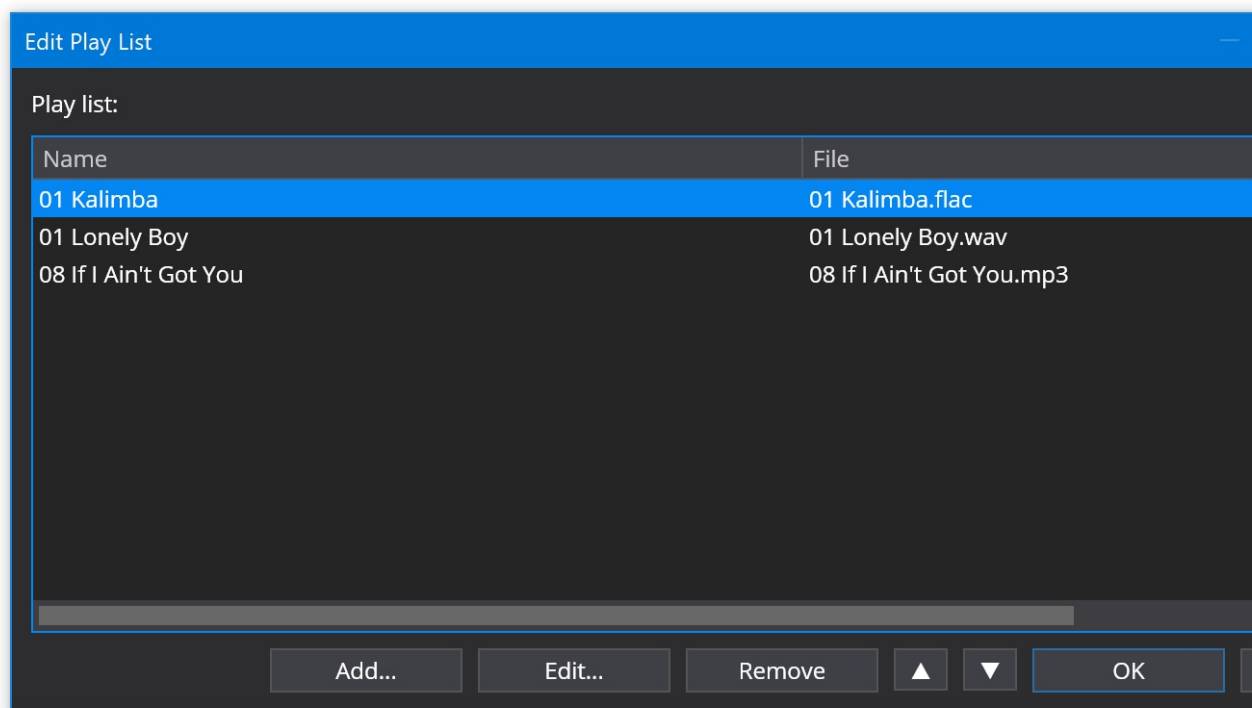 Edit Play List
Play list:
Name File
01 Kalimba 01 Kalimba.flac
01 Lonely Boy 01 Lonely Boy.wav
08 If I Ain't Got You 08 If I Ain't Got You.mp3
Add... Edit... Remove ▲ ▼ OK